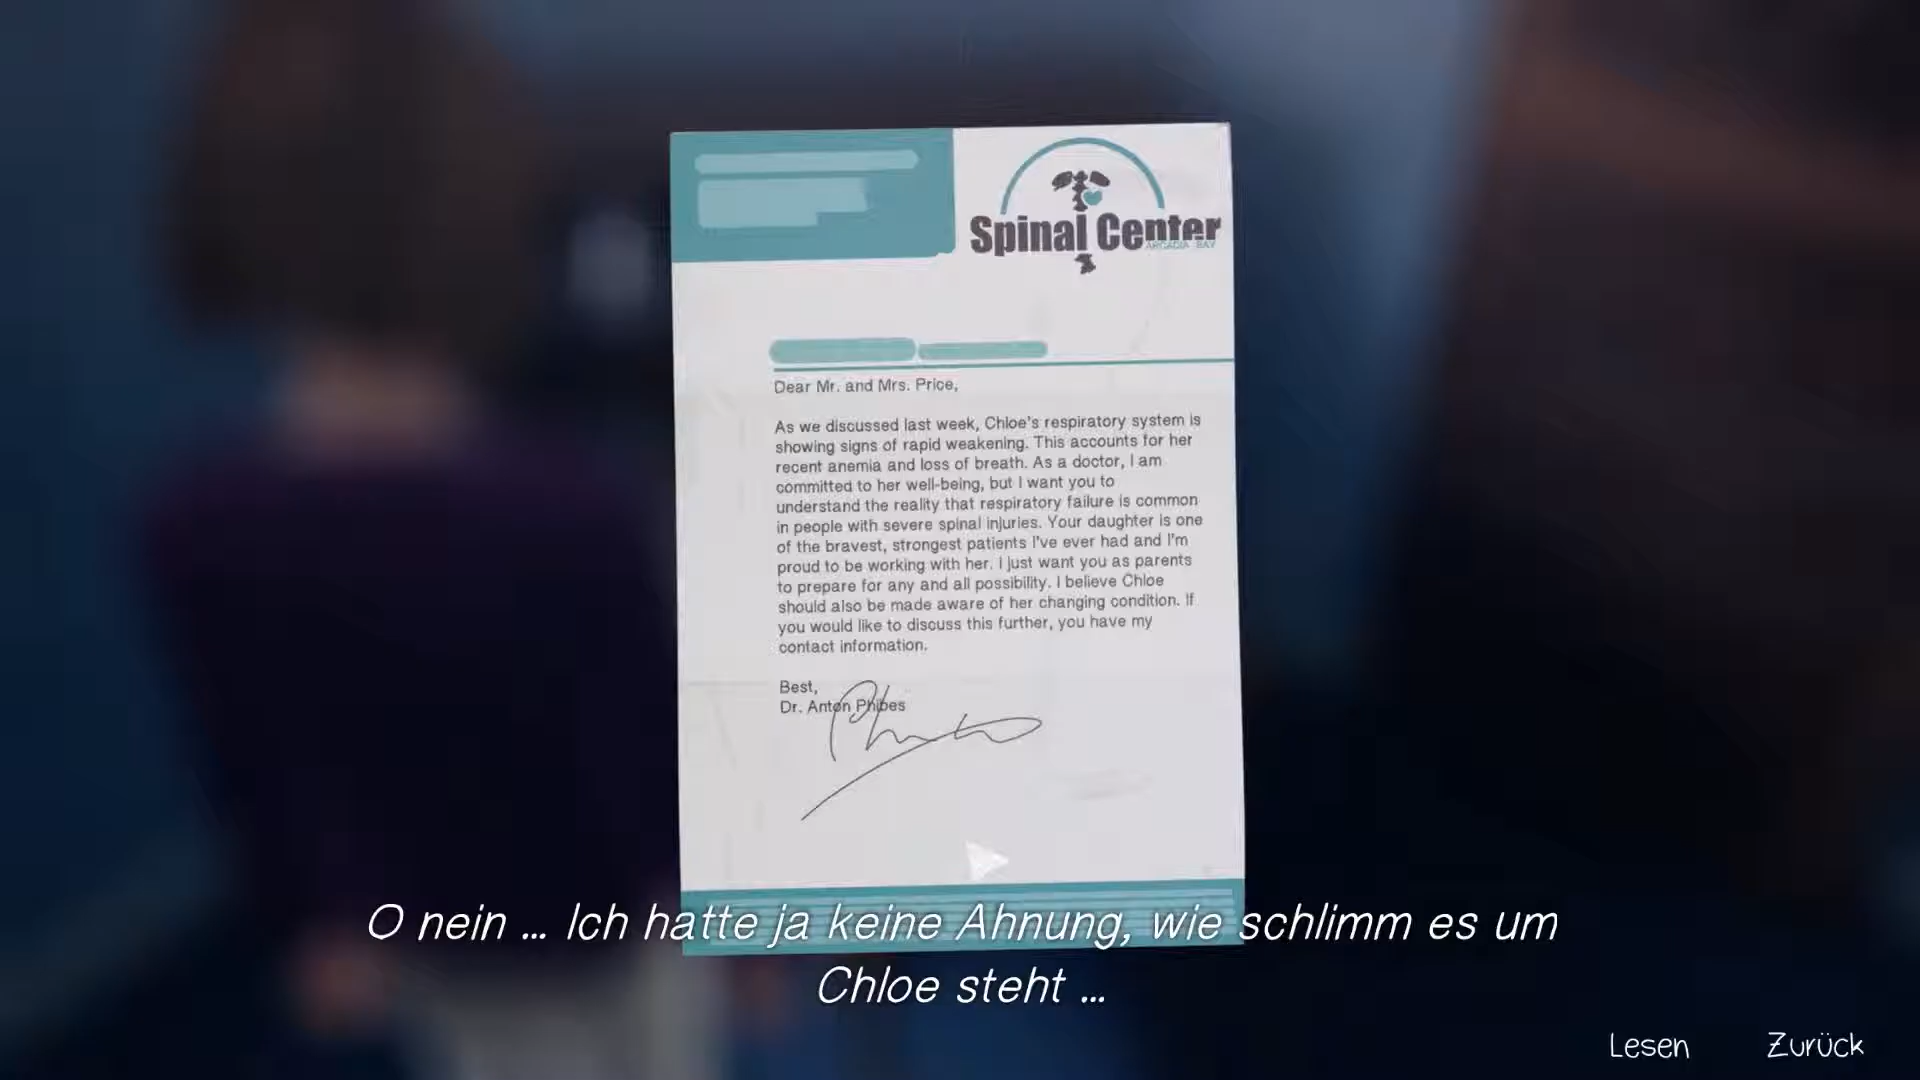 Spinal Center
ARCADIA BAY
Dear Mr. and Mrs. Price,
As we discussed last week, Chloe's respiratory system is
showing signs of rapid weakening. This accounts for her
recent anemia and loss of breath. As a doctor, I am
committed to her well-being, but I want you to
understand the reality that respiratory failure is common
in people with severe spinal injuries. Your daughter is one
of the bravest, strongest patients I've ever had and I'm
proud to be working with her. I just want you as parents
to prepare for any and all possibility. I believe Chloe
should also be made aware of her changing condition. If
you would like to discuss this further, you have my
contact information.
Best,
Dr. Anton Phibes
O nein ... Ich hatte ja keine Ahnung, wie schlimm es um
Chloe steht ...
Lesen
Zurück